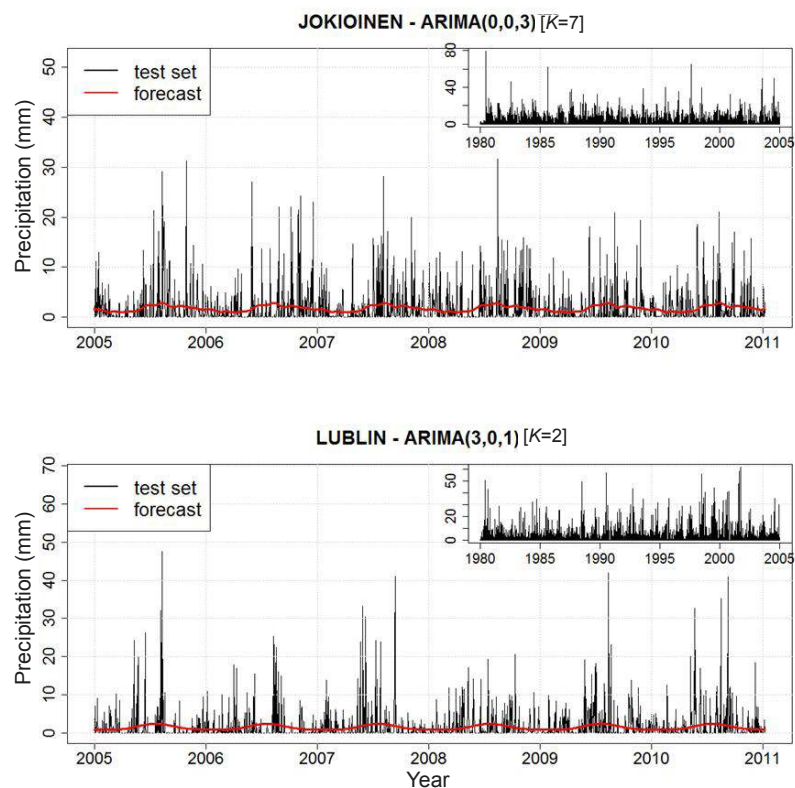 JOKIOINEN - ARIMA(0,0,3) [K=7]
test set
forecast
Precipitation (mm)
50
40
30
20
10
0
80
40
0
1980 1985 1990 1995 2000 2005
2005 2006 2007 2008 2009 2010 2011
LUBLIN - ARIMA(3,0,1) [K=2]
test set
forecast
Precipitation (mm)
70
60
50
40
30
20
10
0
50
20
0
1980 1985 1990 1995 2000 2005
2005 2006 2007 2008 2009 2010 2011
Year